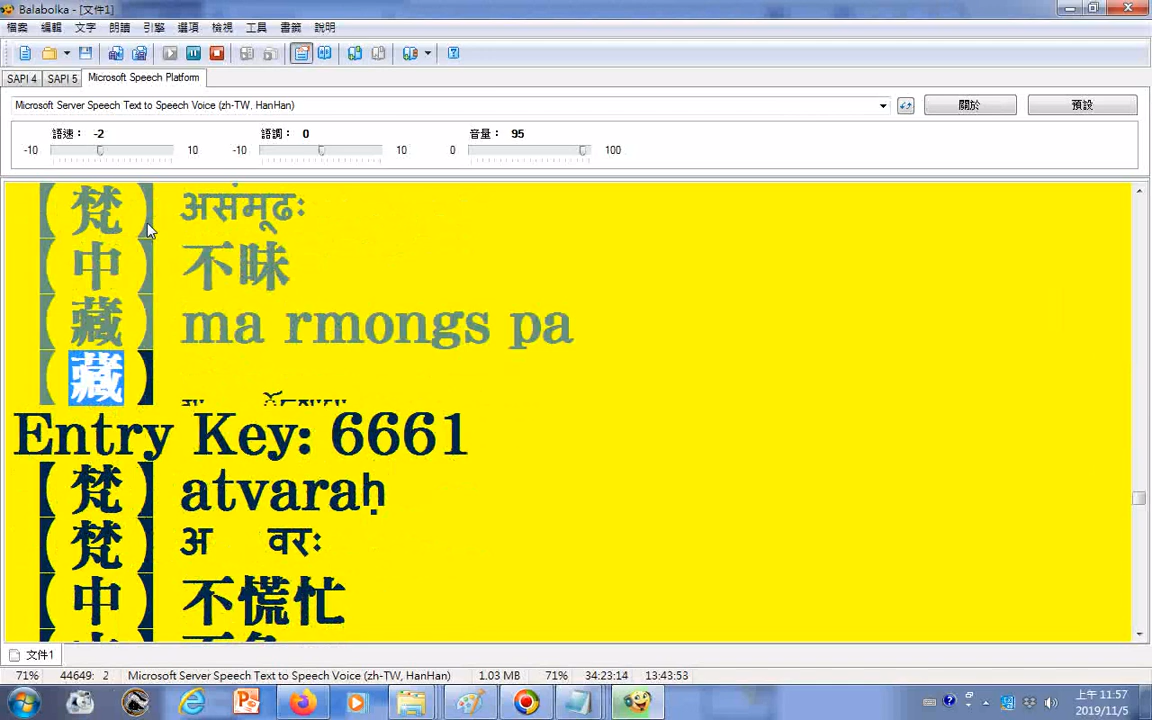 Balabolka - [文件1]
檔案 編輯 文字 朗讀 引擎 選項 檢視 工具 書籤 說明
SAPI 4 SAPI 5 Microsoft Speech Platform
Microsoft Server Speech Text to Speech Voice (zh-TW, HanHan) 關於 預設
語速： -2 語調： 0 音量： 95
-10 10 -10 10 0 100
【梵】 असंमूढः
【中】 不昧
【藏】 ma rmongs pa
【藏】
Entry Key: 6661
【梵】 atvaraḥ
【梵】 अ वरः
【中】 不慌忙
文件1
71% 44649: 2 Microsoft Server Speech Text to Speech Voice (zh-TW, HanHan) 1.03 MB 71% 34:23:14 13:43:53
上午 11:57
2019/11/5